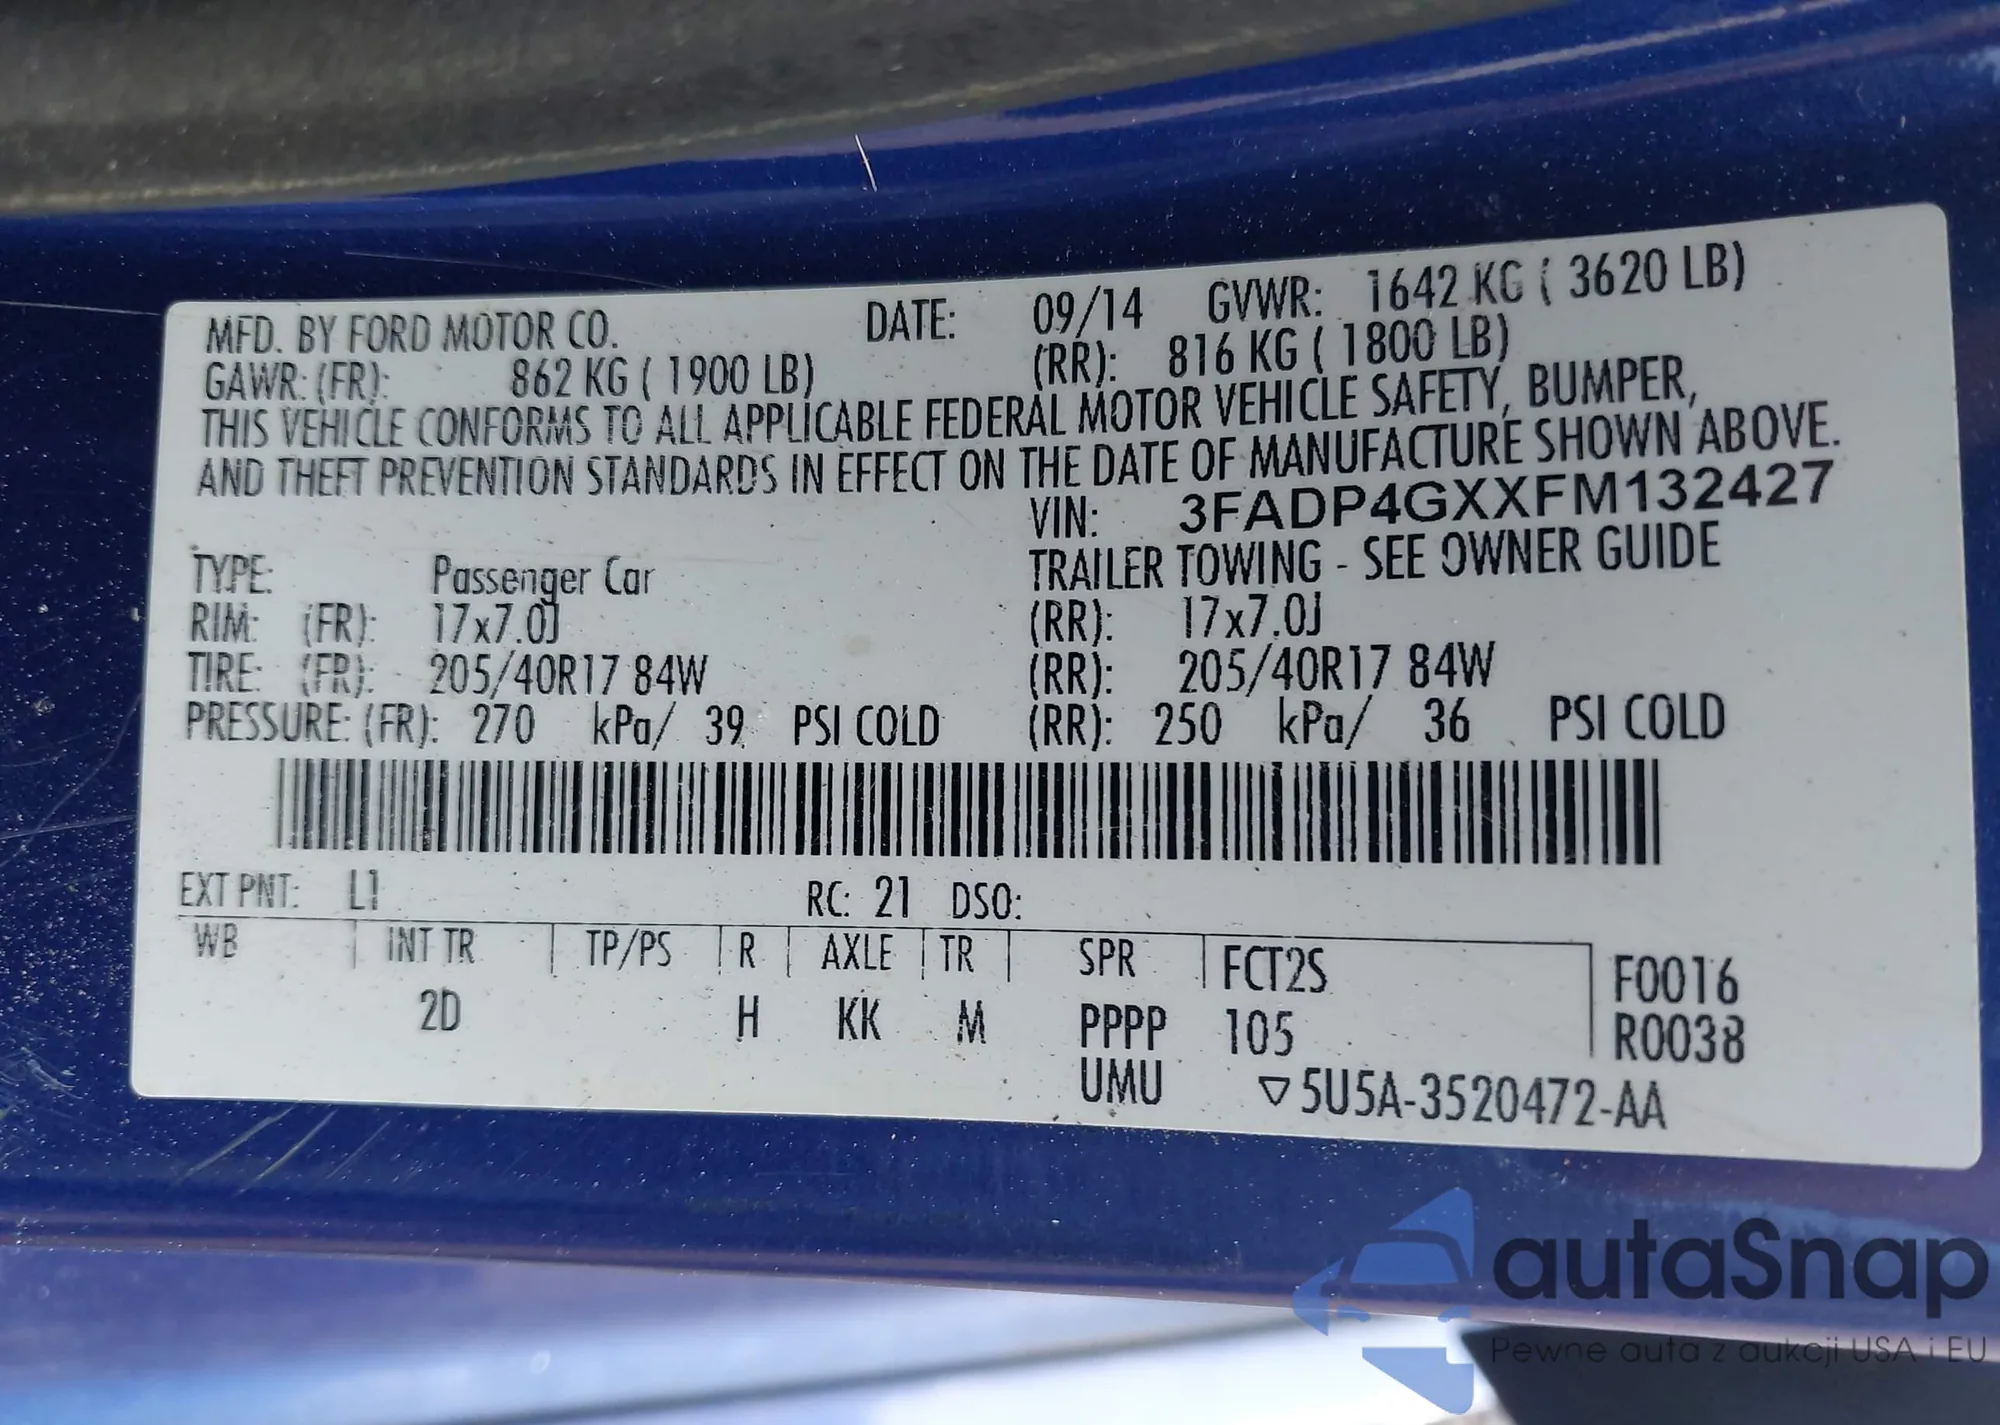 MFD. BY FORD MOTOR CO. DATE: 09/14 GVWR: 1642 KG ( 3620 LB)
GAWR: (FR): 862 KG ( 1900 LB) (RR): 816 KG ( 1800 LB)
THIS VEHICLE CONFORMS TO ALL APPLICABLE FEDERAL MOTOR VEHICLE SAFETY, BUMPER,
AND THEFT PREVENTION STANDARDS IN EFFECT ON THE DATE OF MANUFACTURE SHOWN ABOVE.
VIN: 3FADP4GXXFM132427
TYPE: Passenger Car TRAILER TOWING - SEE OWNER GUIDE
RIM: (FR): 17x7.0J (RR): 17x7.0J
TIRE: (FR): 205/40R17 84W (RR): 205/40R17 84W
PRESSURE: (FR): 270 kPa/ 39 PSI COLD (RR): 250 kPa/ 36 PSI COLD
EXT PNT: L1 RC: 21 DSO:
WB INT TR TP/PS R AXLE TR SPR FCT2S F0016
2D H KK M PPPP 105 R0038
UMU ▽5U5A-3520472-AA
autaSnap
Pewne auta z aukcji USA i EU